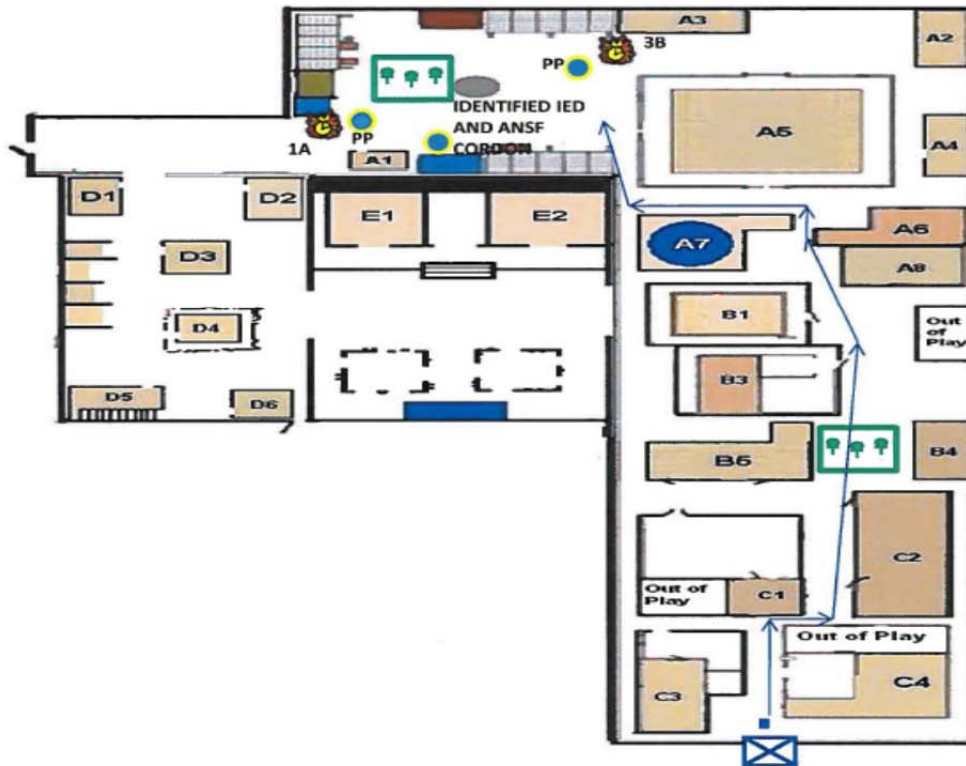 A3
A2
3B
PP
IDENTIFIED IED
AND ANSF
CORDON
PP
1A
A1
A5
A4
D1
D2
E1
E2
A6
A7
D3
A8
B1
Out
of
Play
D4
B3
D5
D6
B5
B4
C2
Out of
Play
C1
Out of Play
C3
C4